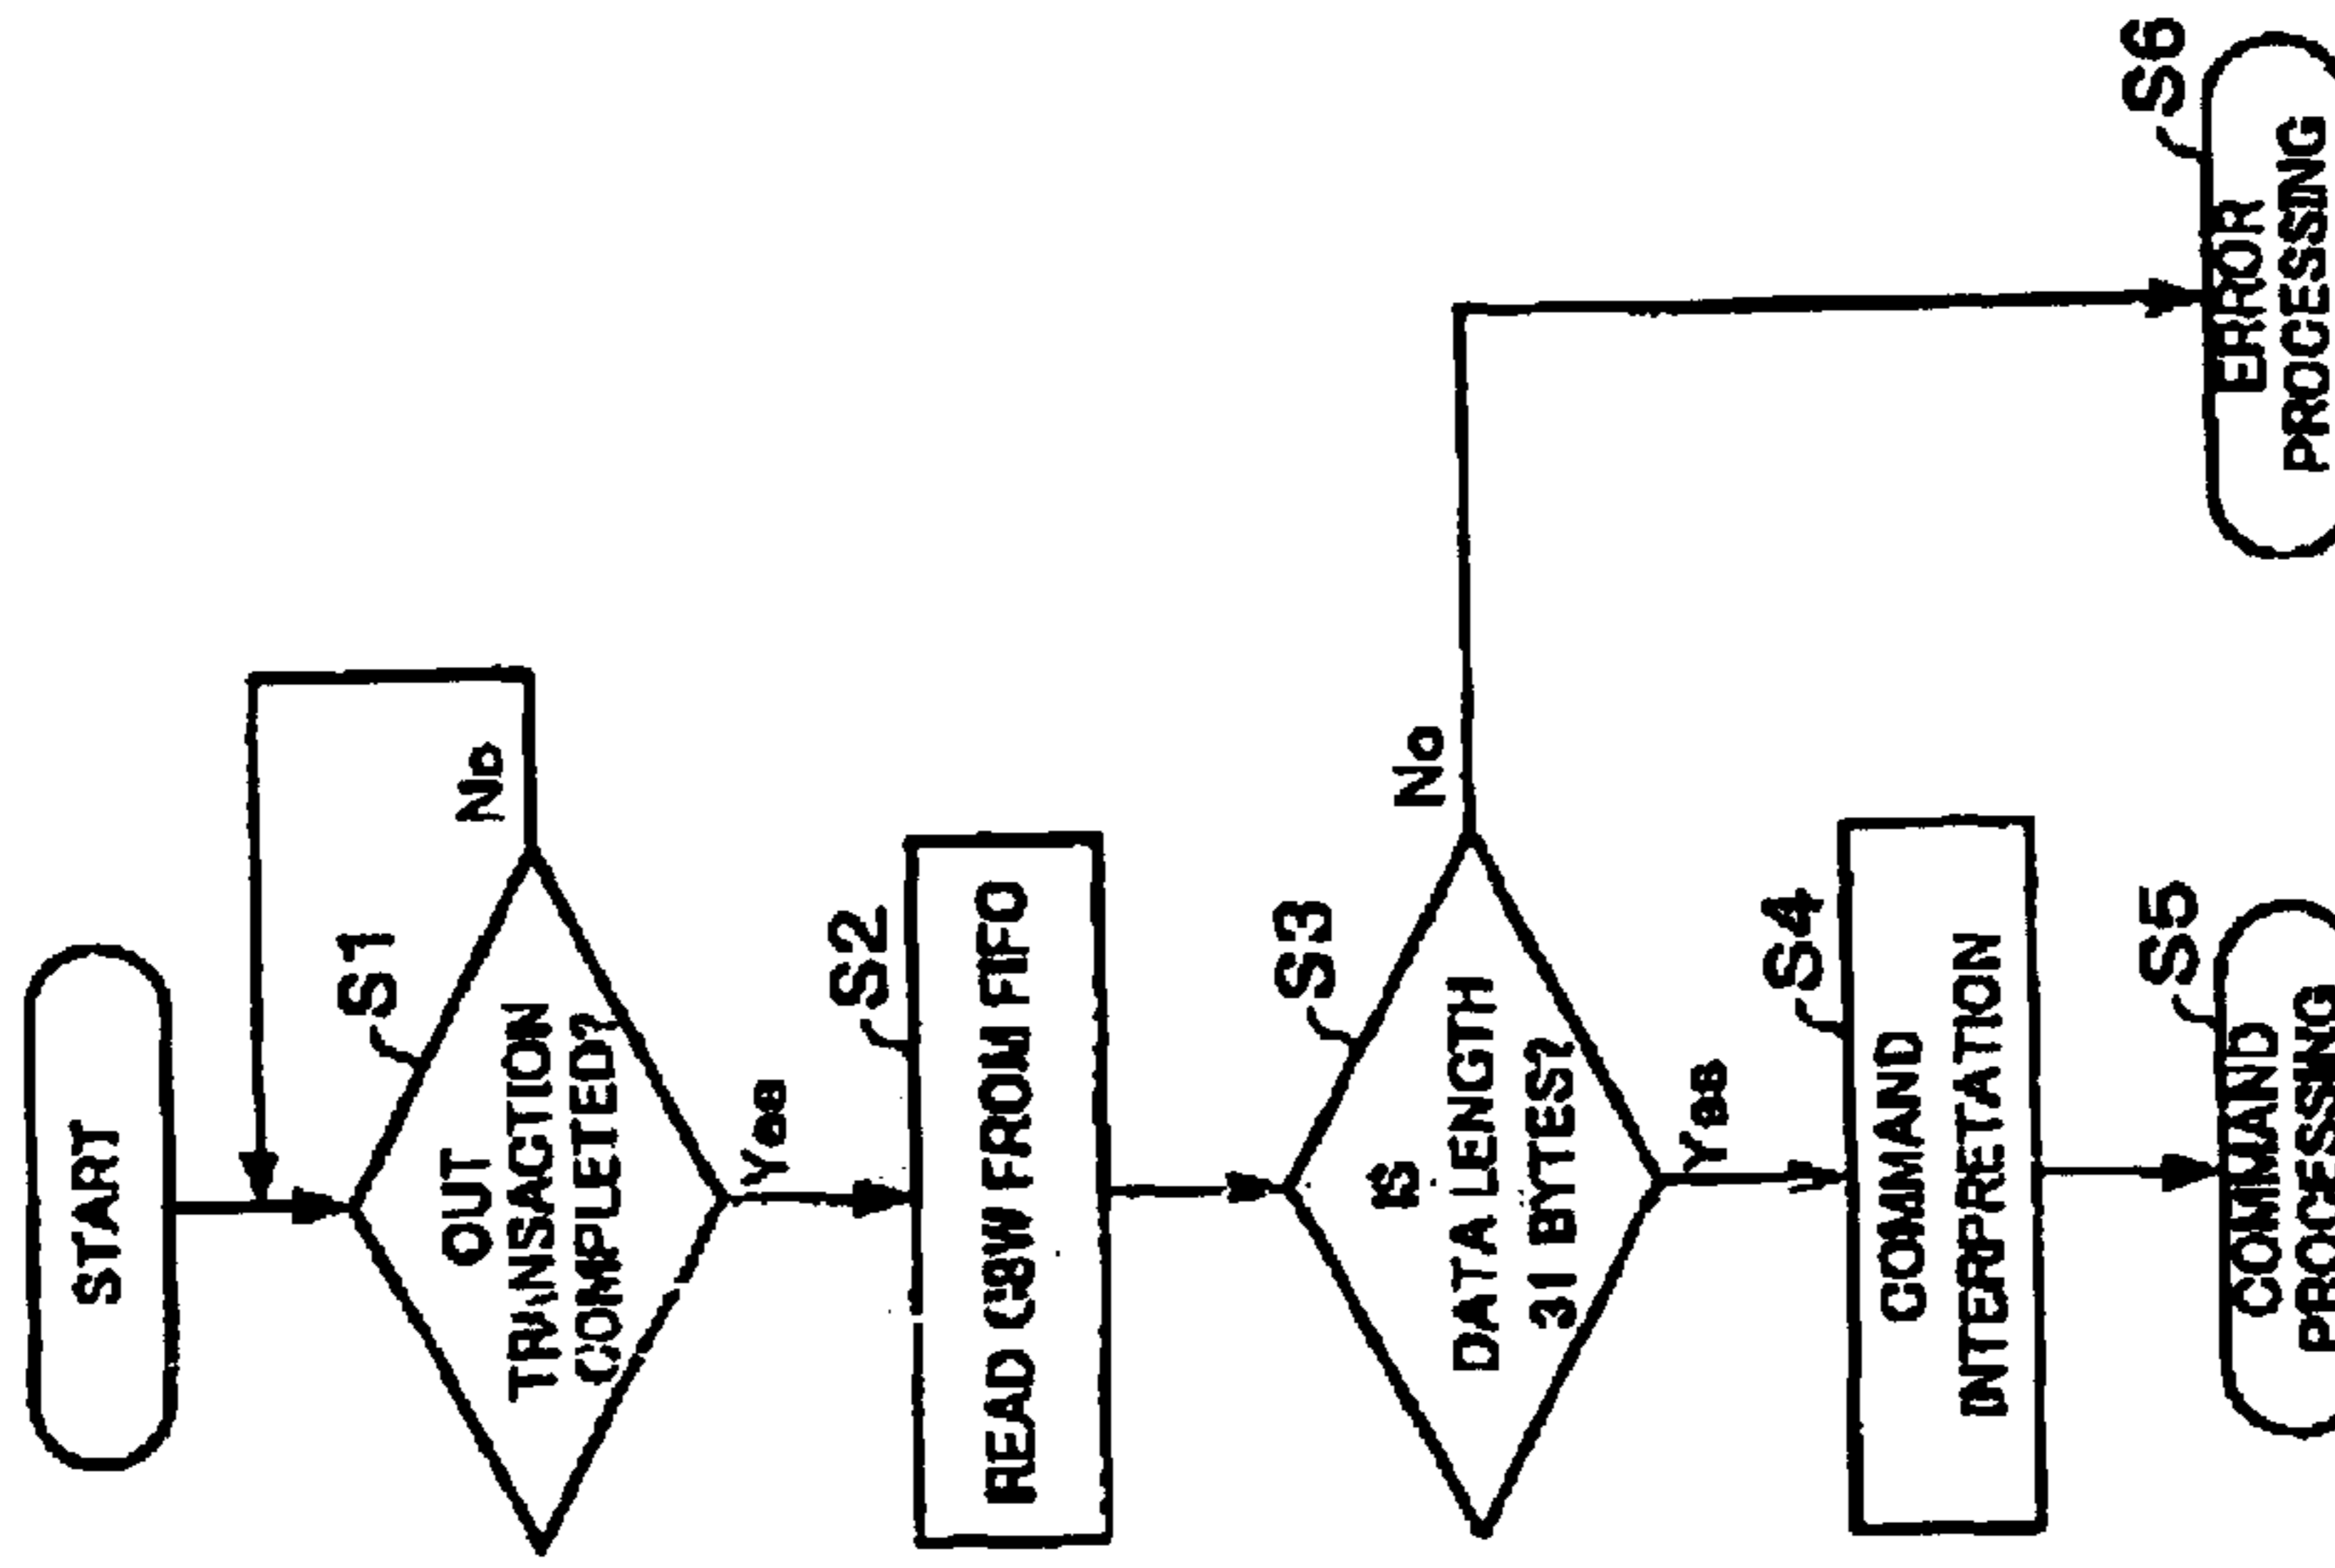 START
S1
OUT
TRANSACTION
COMPLETED?
No
Yes
S2
READ CBW FROM FIFO
S3
IS
DATA LENGTH
31 BYTES?
No
Yes
S4
COMMAND
INTERPRETATION
S5
COMMAND
PROCESSING
S6
ERROR
PROCESSING